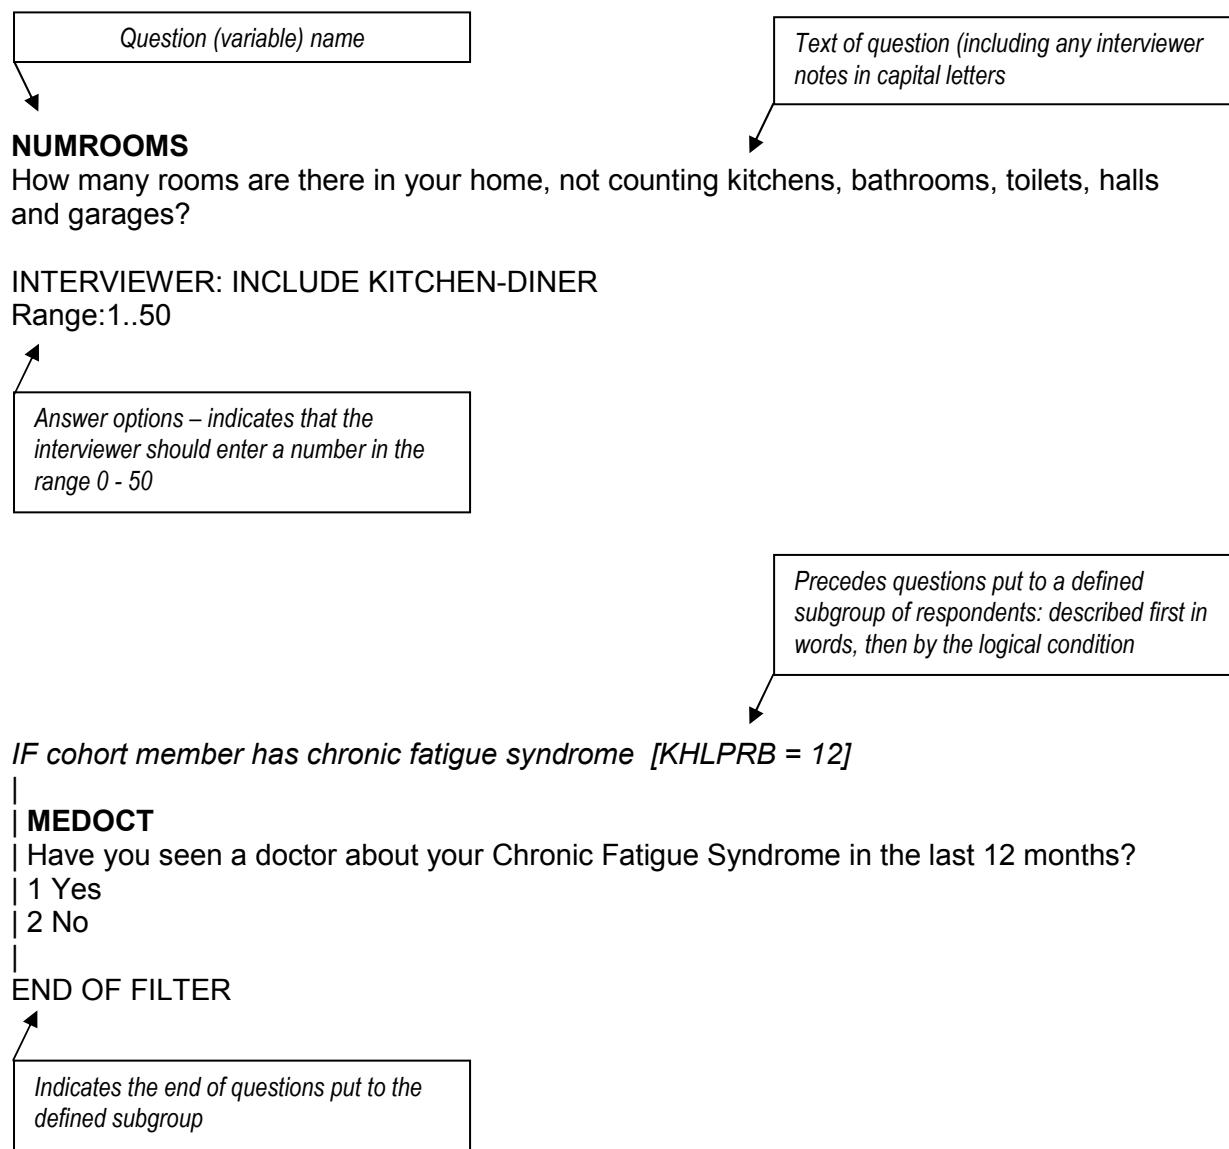 Question (variable) name
Text of question (including any interviewer
notes in capital letters
NUMROOMS
How many rooms are there in your home, not counting kitchens, bathrooms, toilets, halls
and garages?
INTERVIEWER: INCLUDE KITCHEN-DINER
Range:1..50
Answer options – indicates that the
interviewer should enter a number in the
range 0 - 50
Precedes questions put to a defined
subgroup of respondents: described first in
words, then by the logical condition
IF cohort member has chronic fatigue syndrome [KHLPRB = 12]
|
| MEDOCT
| Have you seen a doctor about your Chronic Fatigue Syndrome in the last 12 months?
| 1 Yes
| 2 No
|
END OF FILTER
Indicates the end of questions put to the
defined subgroup